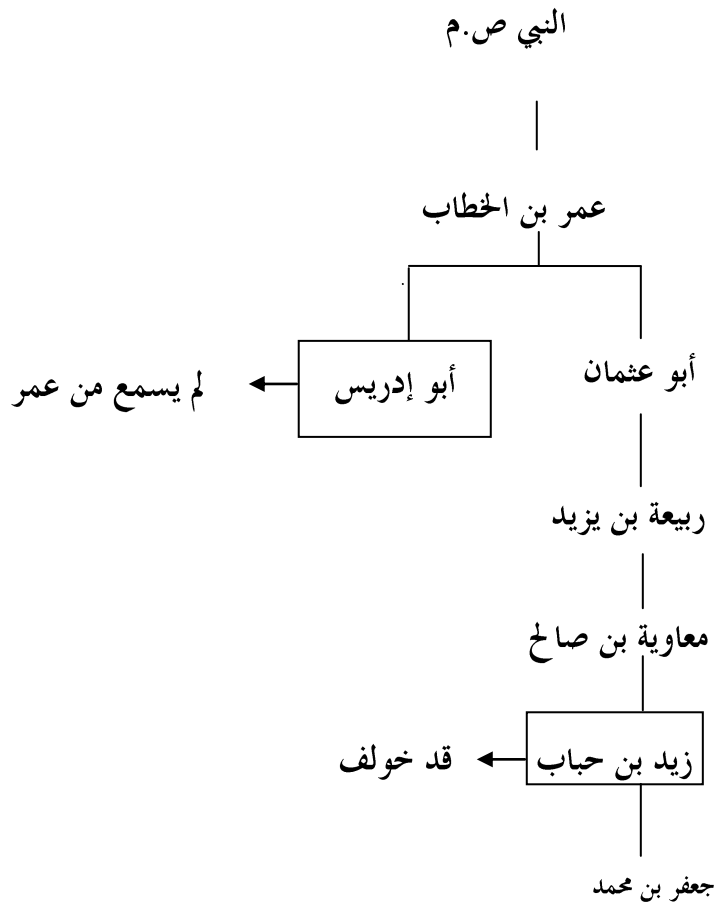 النبي ص.م
عمر بن الخطاب
أبو عثمان
أبو إدريس
لم يسمع من عمر
ربيعة بن يزيد
معاوية بن صالح
زيد بن حباب
قد خولف
جعفر بن محمد